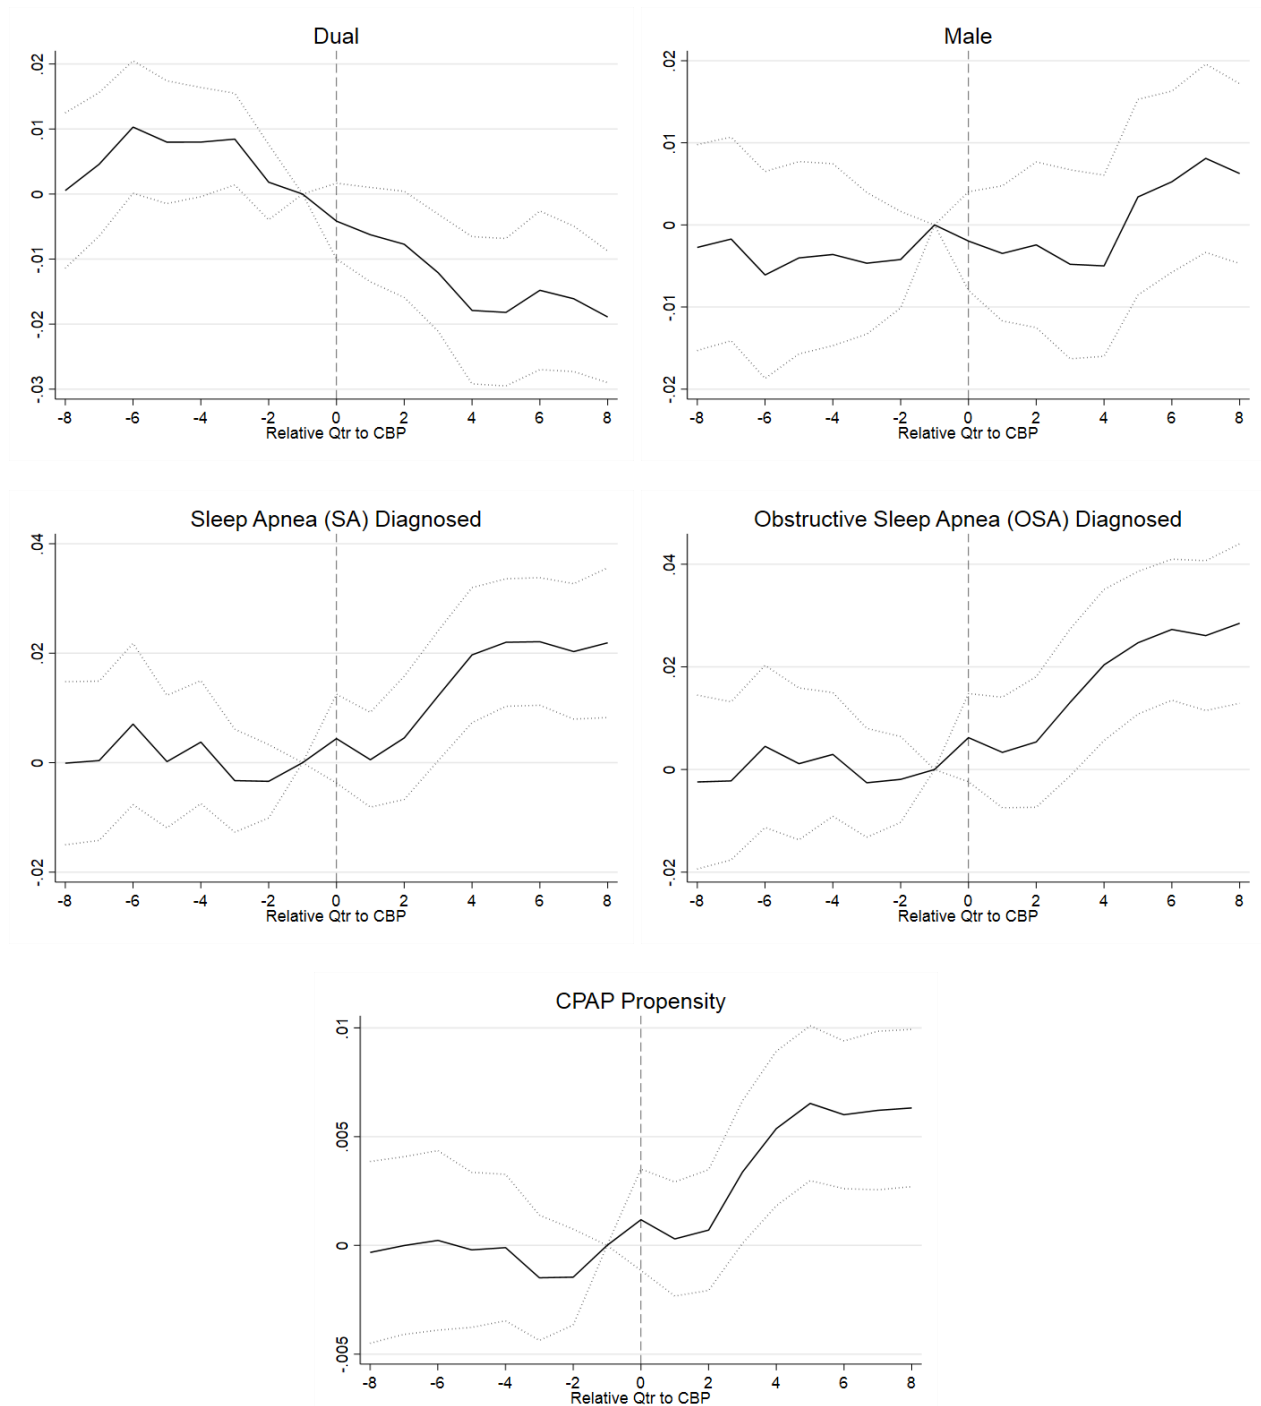 Dual
.02
.01
0
-.01
-.02
-.03
-8 -6 -4 -2 0 2 4 6 8
Relative Qtr to CBP
Male
.02
.01
0
-.01
-.02
-8 -6 -4 -2 0 2 4 6 8
Relative Qtr to CBP
Sleep Apnea (SA) Diagnosed
.04
.02
0
-.02
-8 -6 -4 -2 0 2 4 6 8
Relative Qtr to CBP
Obstructive Sleep Apnea (OSA) Diagnosed
.04
.02
0
-.02
-8 -6 -4 -2 0 2 4 6 8
Relative Qtr to CBP
CPAP Propensity
.01
.005
0
-.005
-8 -6 -4 -2 0 2 4 6 8
Relative Qtr to CBP